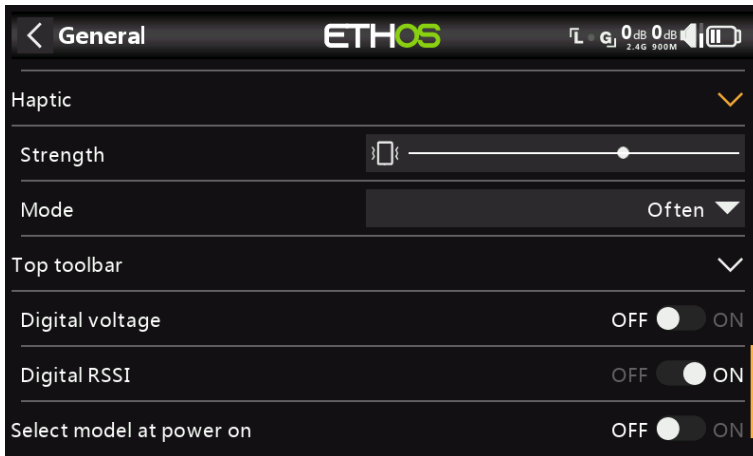 General
ETHOS
L G 0dB 0dB
2.4G 900M
Haptic
Strength
Mode Often
Top toolbar
Digital voltage OFF ON
Digital RSSI OFF ON
Select model at power on OFF ON